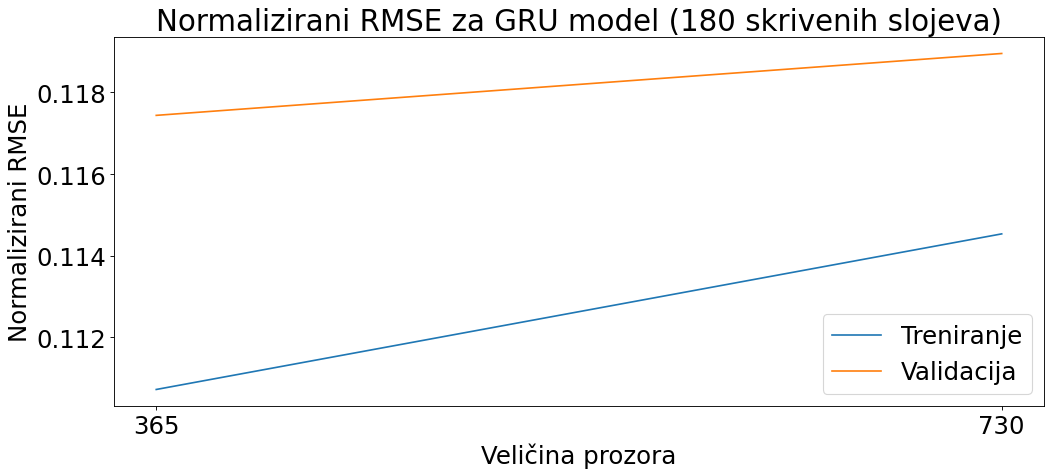 Normalizirani RMSE za GRU model (180 skrivenih slojeva)
Normalizirani RMSE
0.118
0.116
0.114
0.112
Treniranje
Validacija
365
730
Veličina prozora